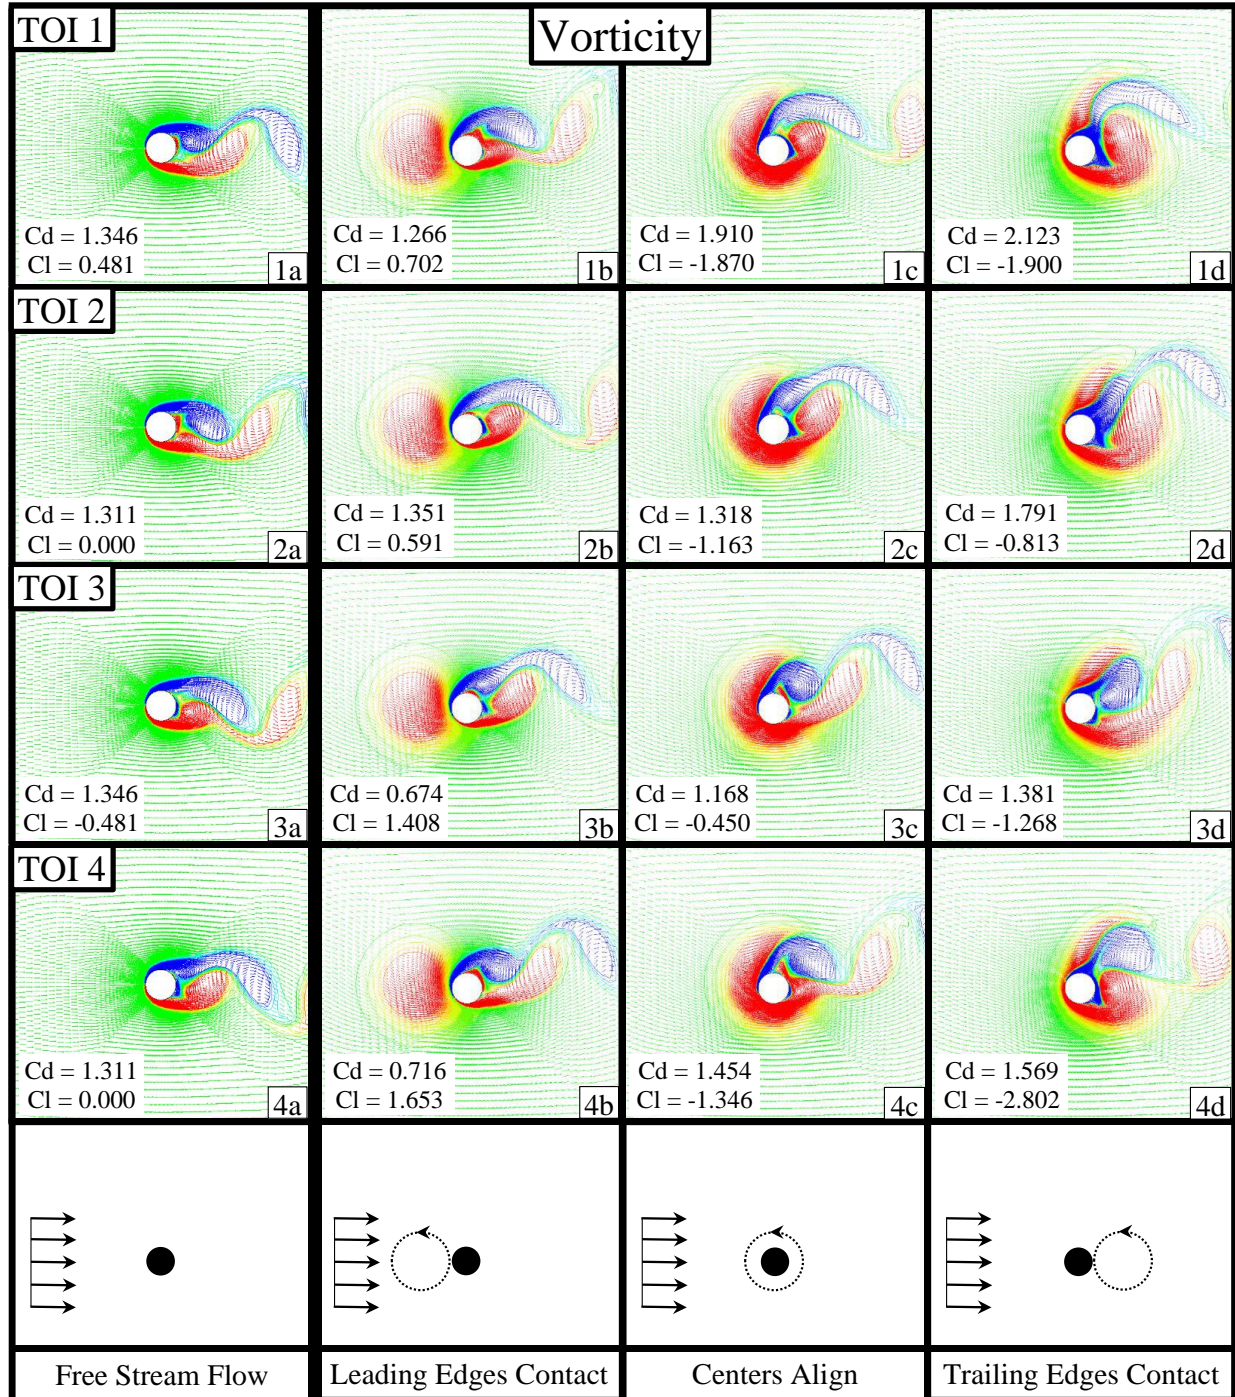 TOI 1
Vorticity
Cd = 1.346
Cl = 0.481
1a
Cd = 1.266
Cl = 0.702
1b
Cd = 1.910
Cl = -1.870
1c
Cd = 2.123
Cl = -1.900
1d
TOI 2
Cd = 1.311
Cl = 0.000
2a
Cd = 1.351
Cl = 0.591
2b
Cd = 1.318
Cl = -1.163
2c
Cd = 1.791
Cl = -0.813
2d
TOI 3
Cd = 1.346
Cl = -0.481
3a
Cd = 0.674
Cl = 1.408
3b
Cd = 1.168
Cl = -0.450
3c
Cd = 1.381
Cl = -1.268
3d
TOI 4
Cd = 1.311
Cl = 0.000
4a
Cd = 0.716
Cl = 1.653
4b
Cd = 1.454
Cl = -1.346
4c
Cd = 1.569
Cl = -2.802
4d
Free Stream Flow
Leading Edges Contact
Centers Align
Trailing Edges Contact